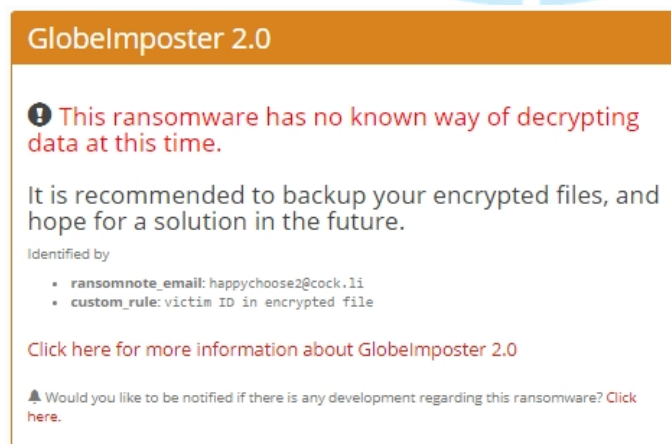 GlobeImposter 2.0
This ransomware has no known way of decrypting
data at this time.
It is recommended to backup your encrypted files, and
hope for a solution in the future.
Identified by
• ransomnote_email: happychoose2@cock.li
• custom_rule: victim ID in encrypted file
Click here for more information about GlobeImposter 2.0
Would you like to be notified if there is any development regarding this ransomware? Click
here.